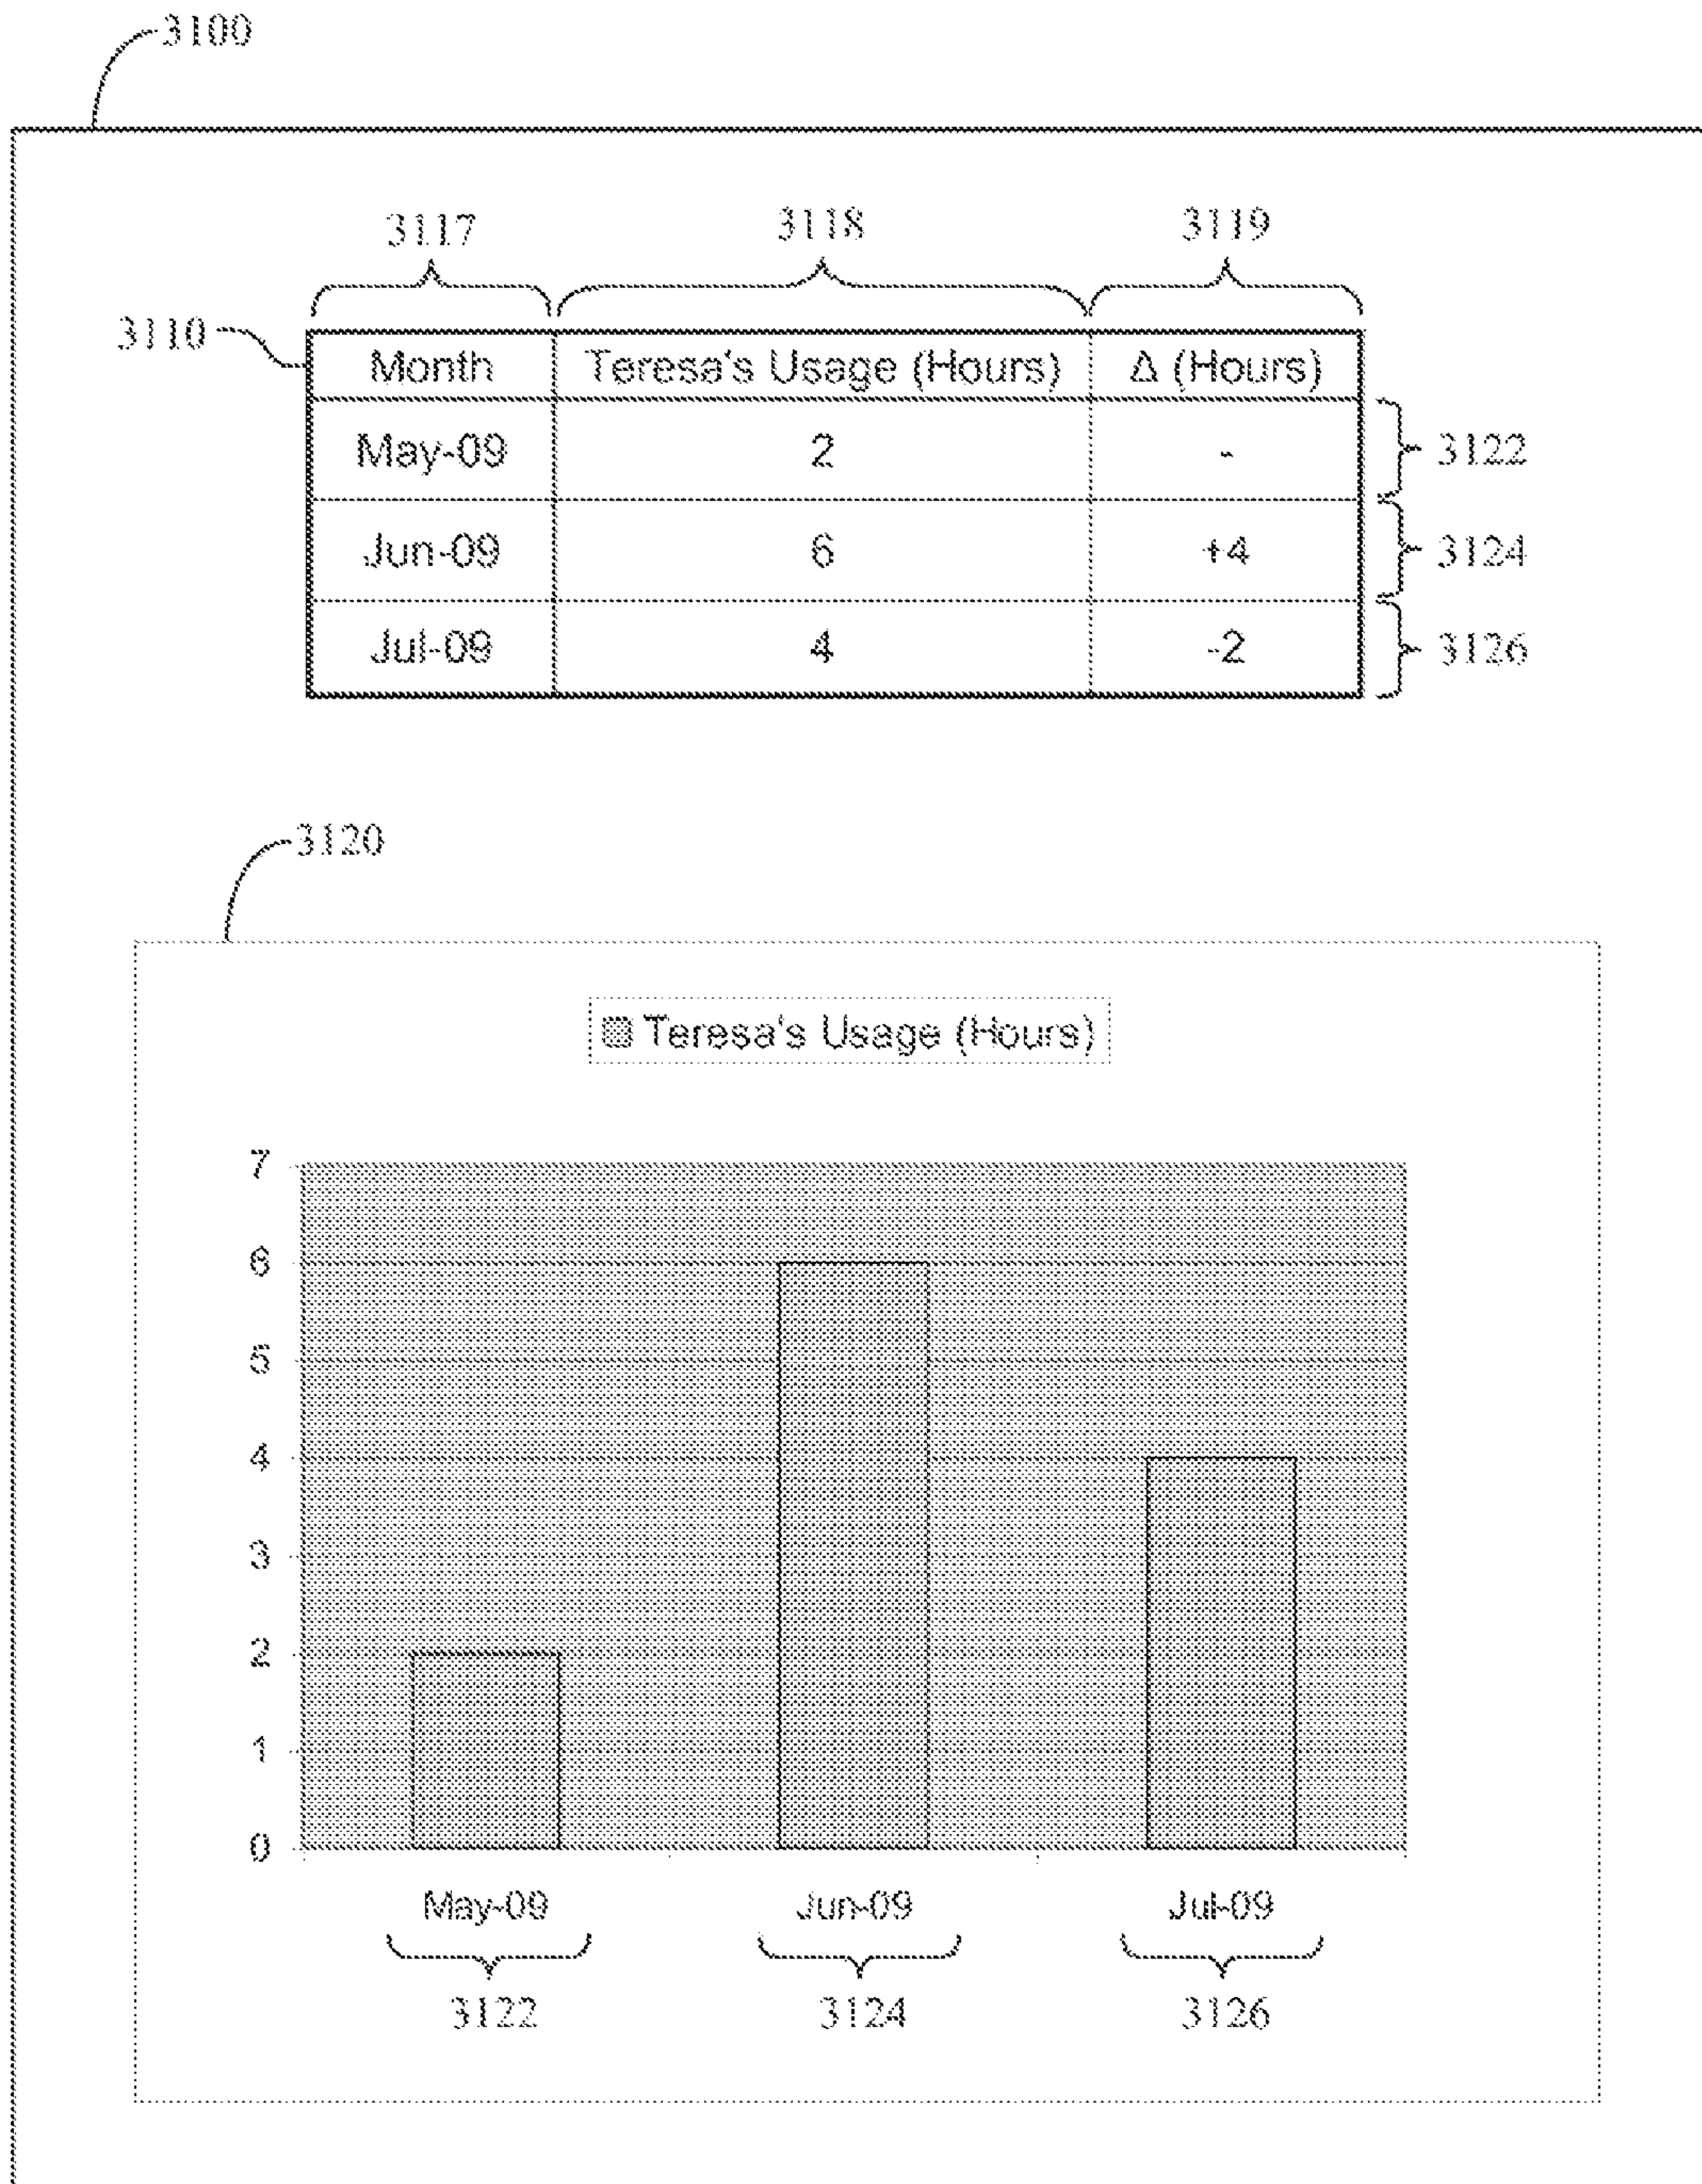 3100
3117 3118 3119
3110
Month Teresa's Usage (Hours) Δ (Hours)
May-09 2 - 3122
Jun-09 6 +4 3124
Jul-09 4 -2 3126
3120
Teresa's Usage (Hours)
7
6
5
4
3
2
1
0
May-09 Jun-09 Jul-09
3122 3124 3126